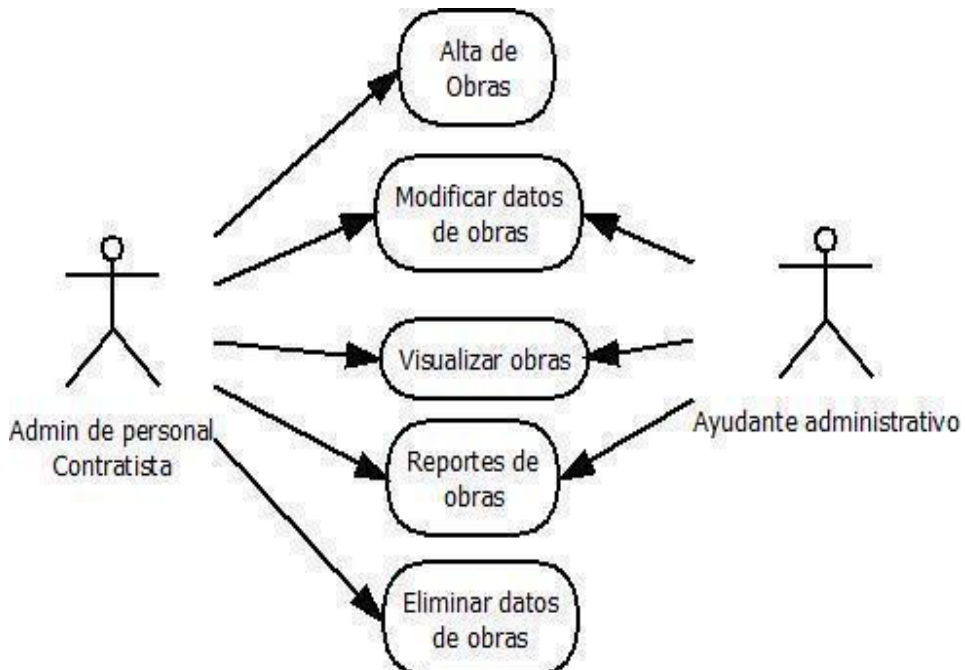 Alta de
Obras
Modificar datos
de obras
Visualizar obras
Admin de personal
Contratista
Ayudante administrativo
Reportes de
obras
Eliminar datos
de obras